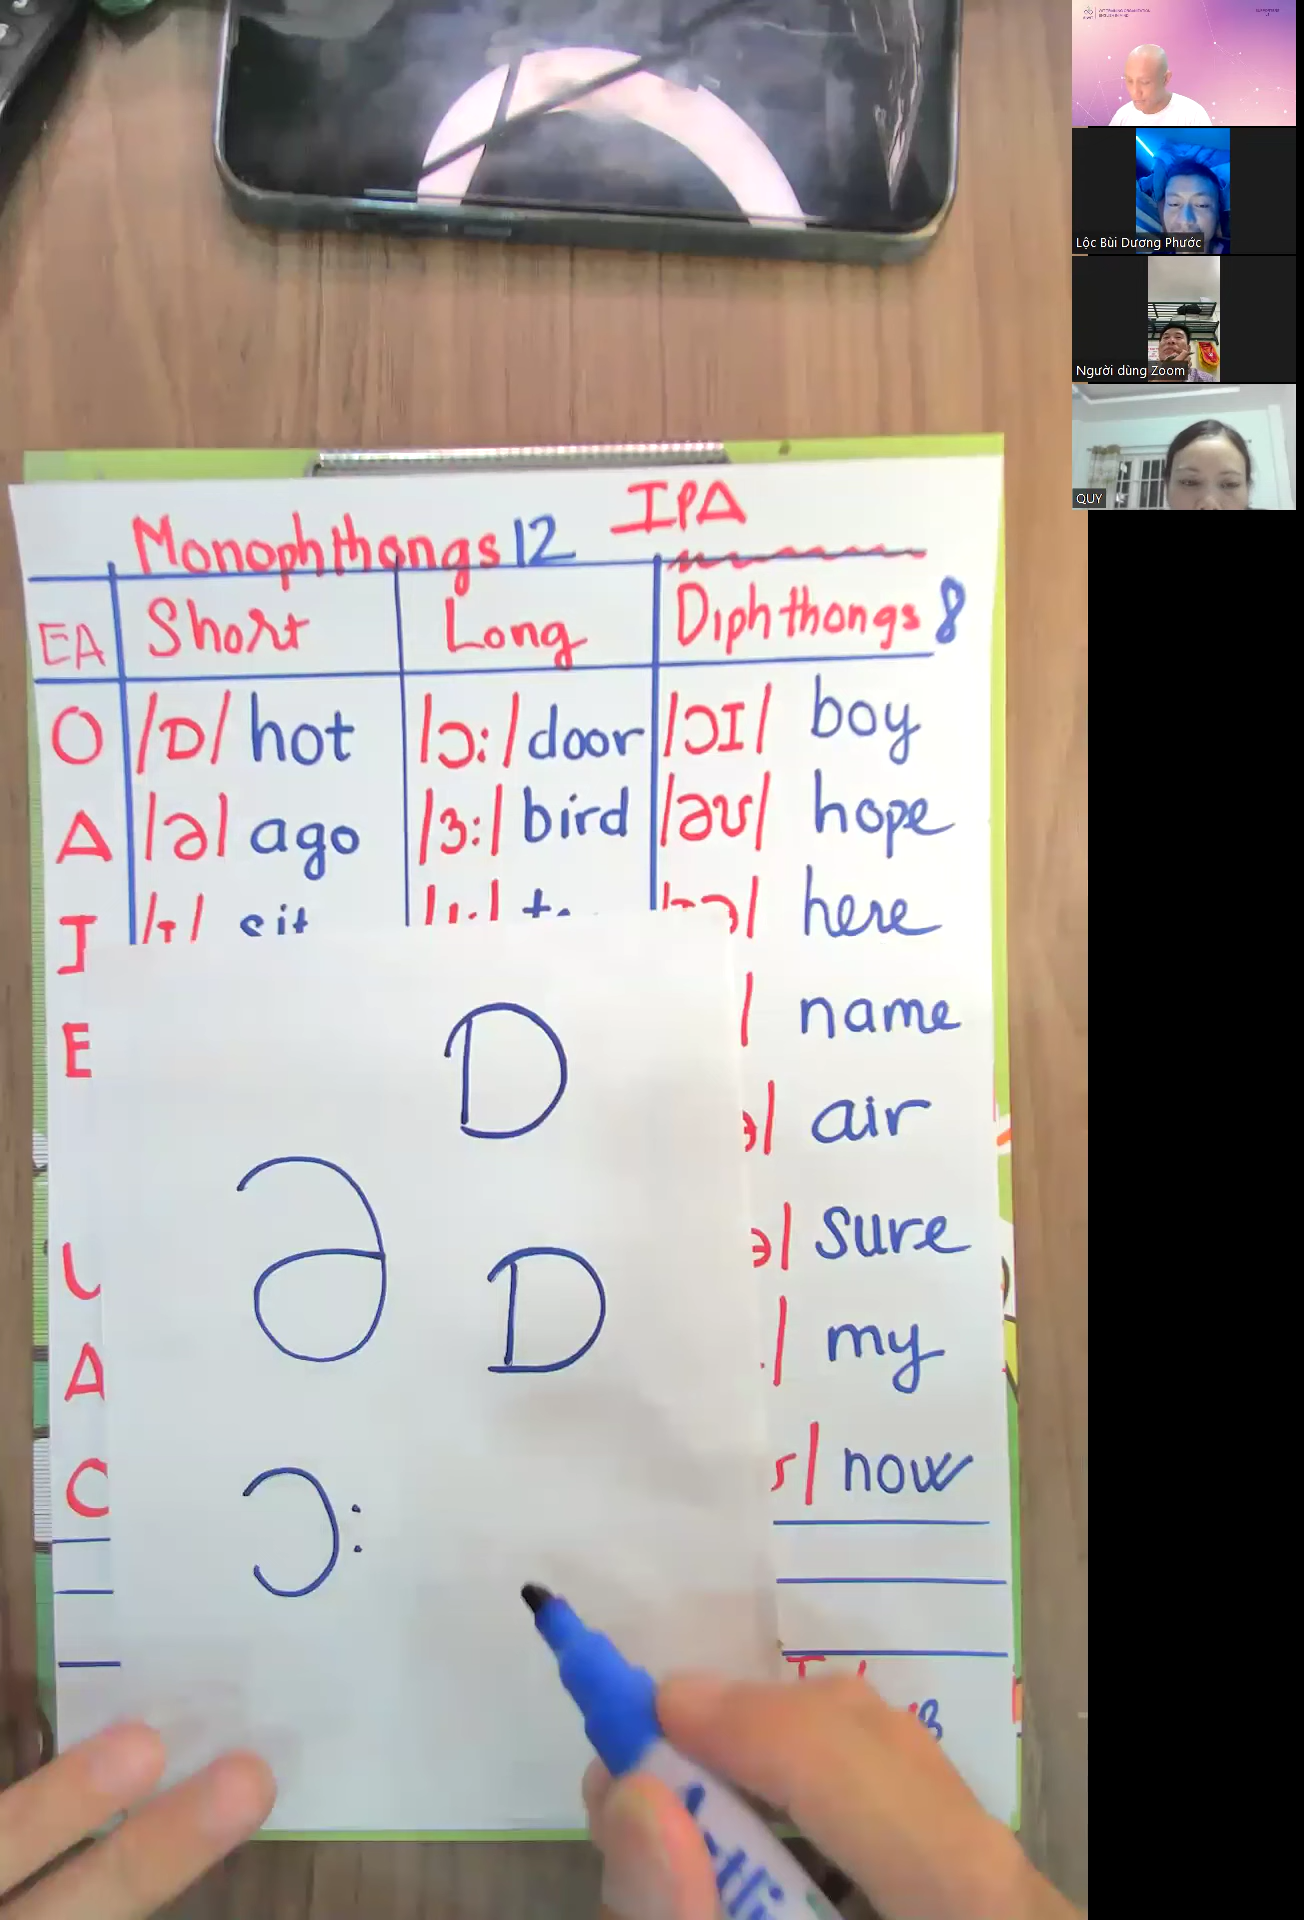 IPA
Monophthongs 12
EA Short Long Diphthongs 8
O /ɒ/ hot /ɔ:/ door /ɔɪ/ boy
A /ə/ ago /ɜ:/ bird /əʊ/ hope
I /ɪ/ sit here
E name
air
sure
A my
now
D
ə
D
ɔ:
Lộc Bùi Dương Phước
Người dùng Zoom
QUY